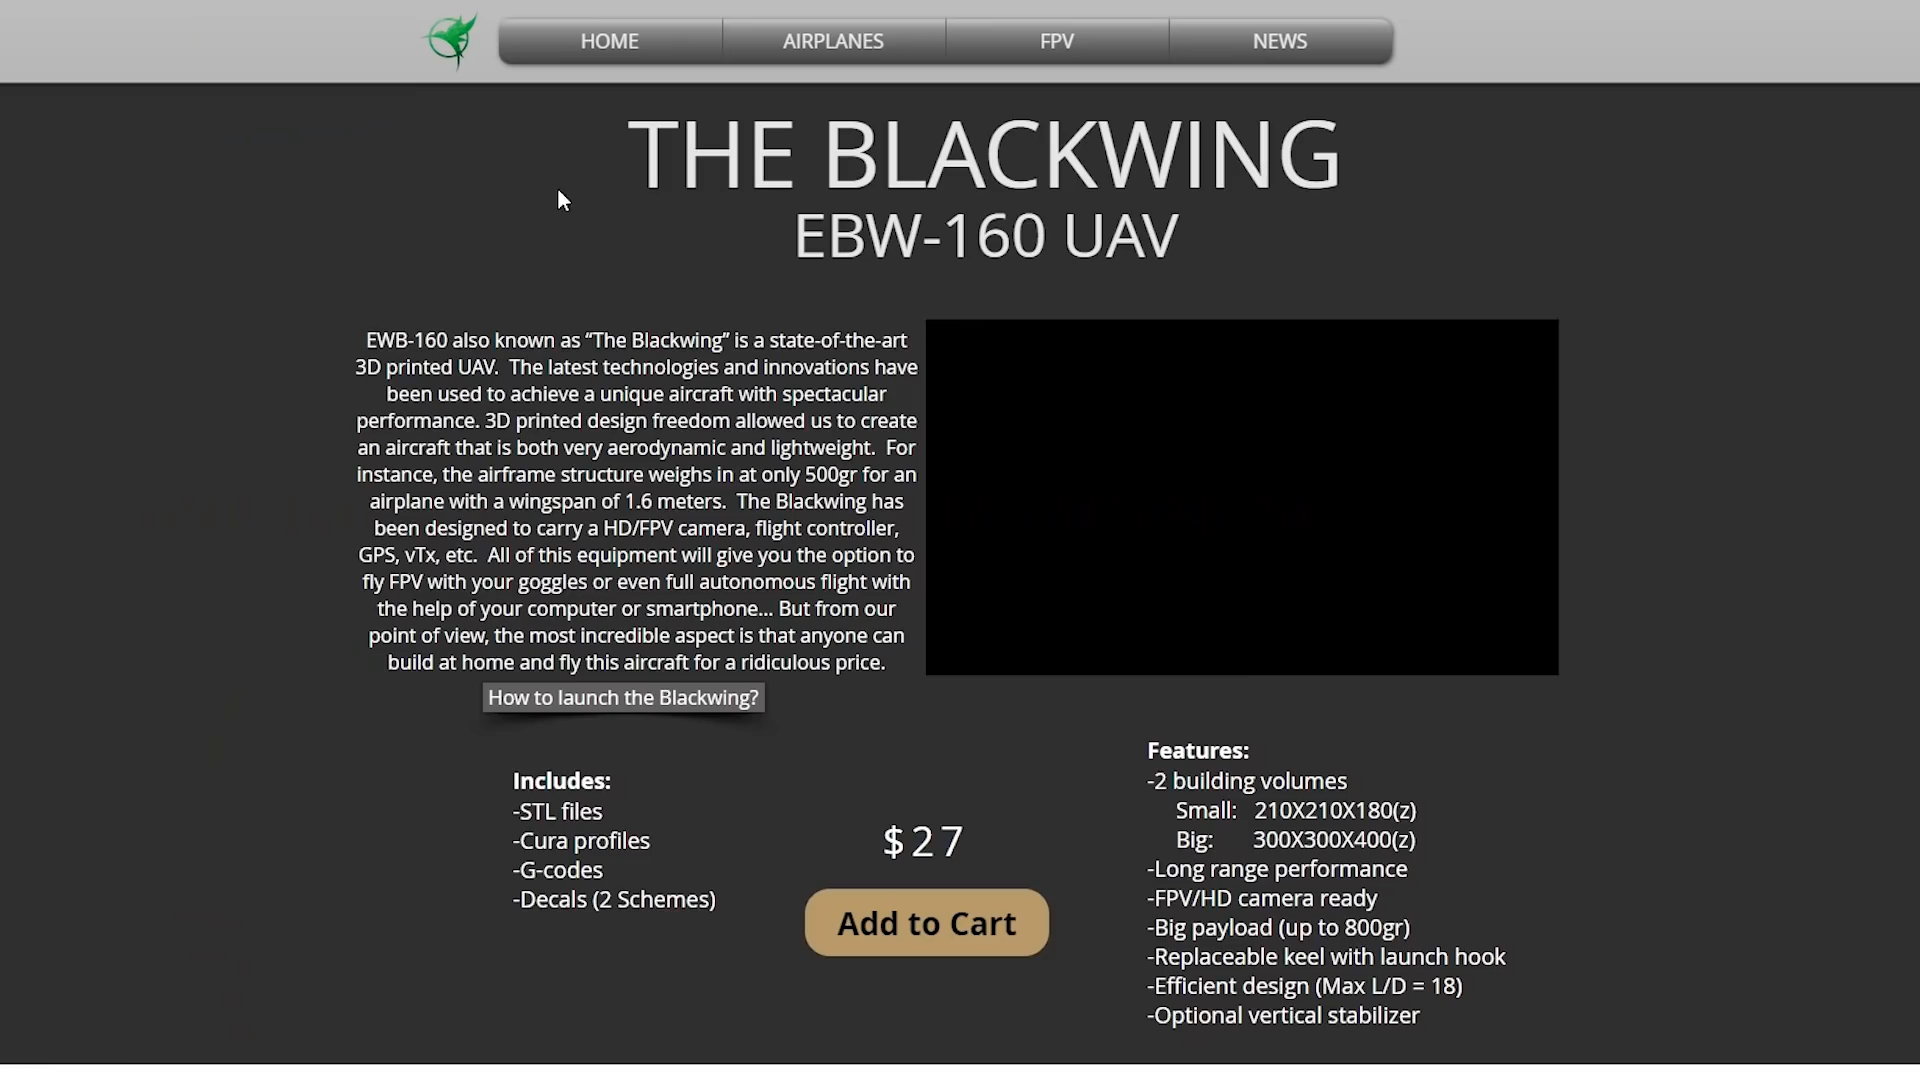 HOME
AIRPLANES
FPV
NEWS
THE BLACKWING
EBW-160 UAV
EWB-160 also known as “The Blackwing” is a state-of-the-art
3D printed UAV.  The latest technologies and innovations have
been used to achieve a unique aircraft with spectacular
performance. 3D printed design freedom allowed us to create
an aircraft that is both very aerodynamic and lightweight.  For
instance, the airframe structure weighs in at only 500gr for an
airplane with a wingspan of 1.6 meters.  The Blackwing has
been designed to carry a HD/FPV camera, flight controller,
GPS, vTx, etc.  All of this equipment will give you the option to
fly FPV with your goggles or even full autonomous flight with
the help of your computer or smartphone... But from our
point of view, the most incredible aspect is that anyone can
build at home and fly this aircraft for a ridiculous price.
How to launch the Blackwing?
Includes:
-STL files
-Cura profiles
-G-codes
-Decals (2 Schemes)
$27
Add to Cart
Features:
-2 building volumes
Small:   210X210X180(z)
Big:   300X300X400(z)
-Long range performance
-FPV/HD camera ready
-Big payload (up to 800gr)
-Replaceable keel with launch hook
-Efficient design (Max L/D = 18)
-Optional vertical stabilizer